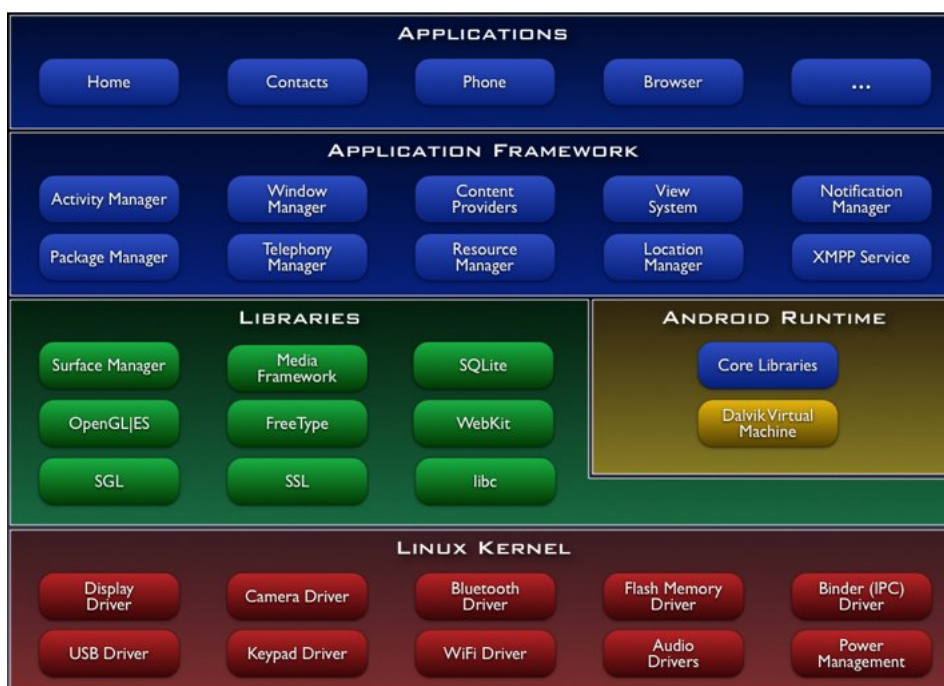 APPLICATIONS
Home
Contacts
Phone
Browser
...
APPLICATION FRAMEWORK
Activity Manager
Window
Manager
Content
Providers
View
System
Notification
Manager
Package Manager
Telephony
Manager
Resource
Manager
Location
Manager
XMPP Service
LIBRARIES
Surface Manager
Media
Framework
SQLite
OpenGL|ES
FreeType
WebKit
SGL
SSL
libc
ANDROID RUNTIME
Core Libraries
Dalvik Virtual
Machine
LINUX KERNEL
Display
Driver
Camera Driver
Bluetooth
Driver
Flash Memory
Driver
Binder (IPC)
Driver
USB Driver
Keypad Driver
WiFi Driver
Audio
Drivers
Power
Management